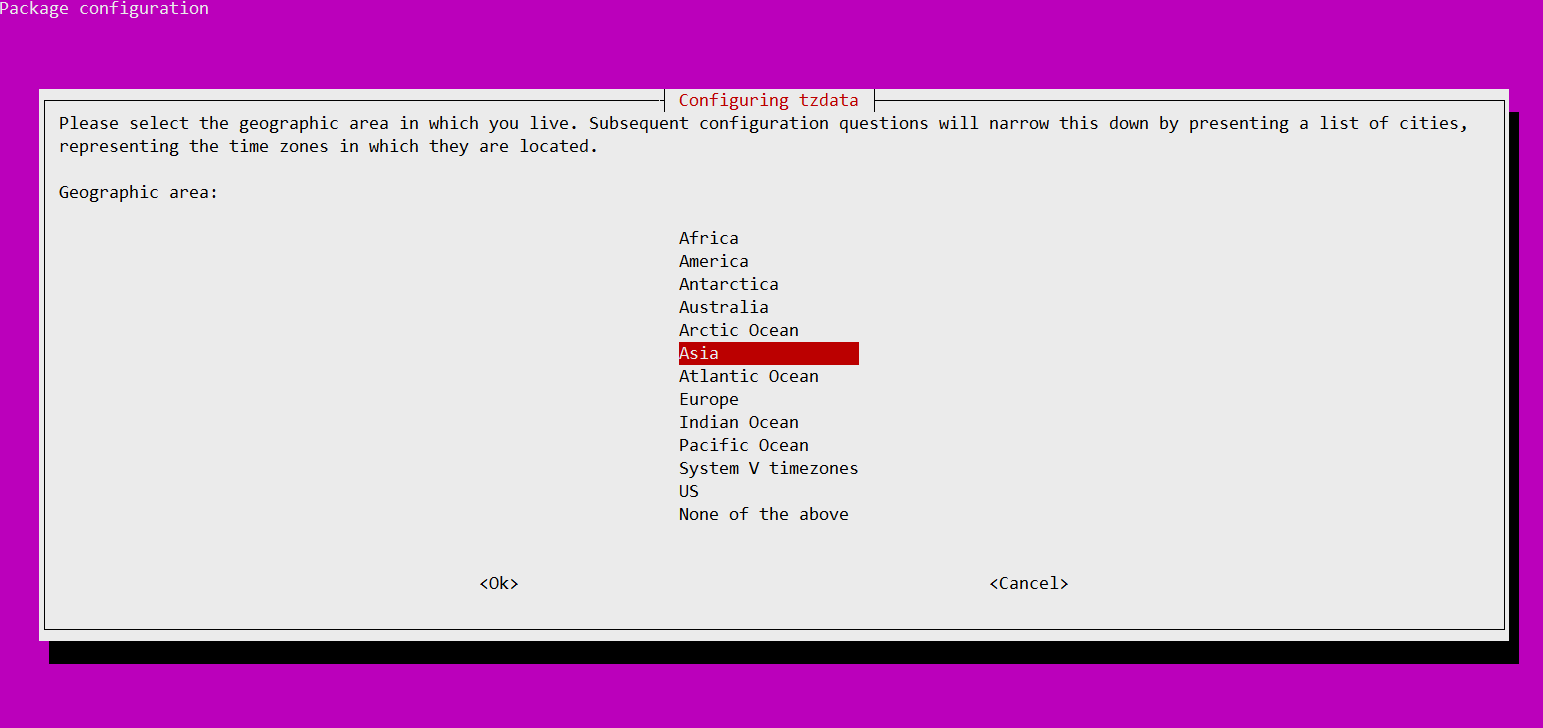 Package configuration
Configuring tzdata
Please select the geographic area in which you live. Subsequent configuration questions will narrow this down by presenting a list of cities,
representing the time zones in which they are located.
Geographic area:
Africa
America
Antarctica
Australia
Arctic Ocean
Asia
Atlantic Ocean
Europe
Indian Ocean
Pacific Ocean
System V timezones
US
None of the above
<Ok> <Cancel>